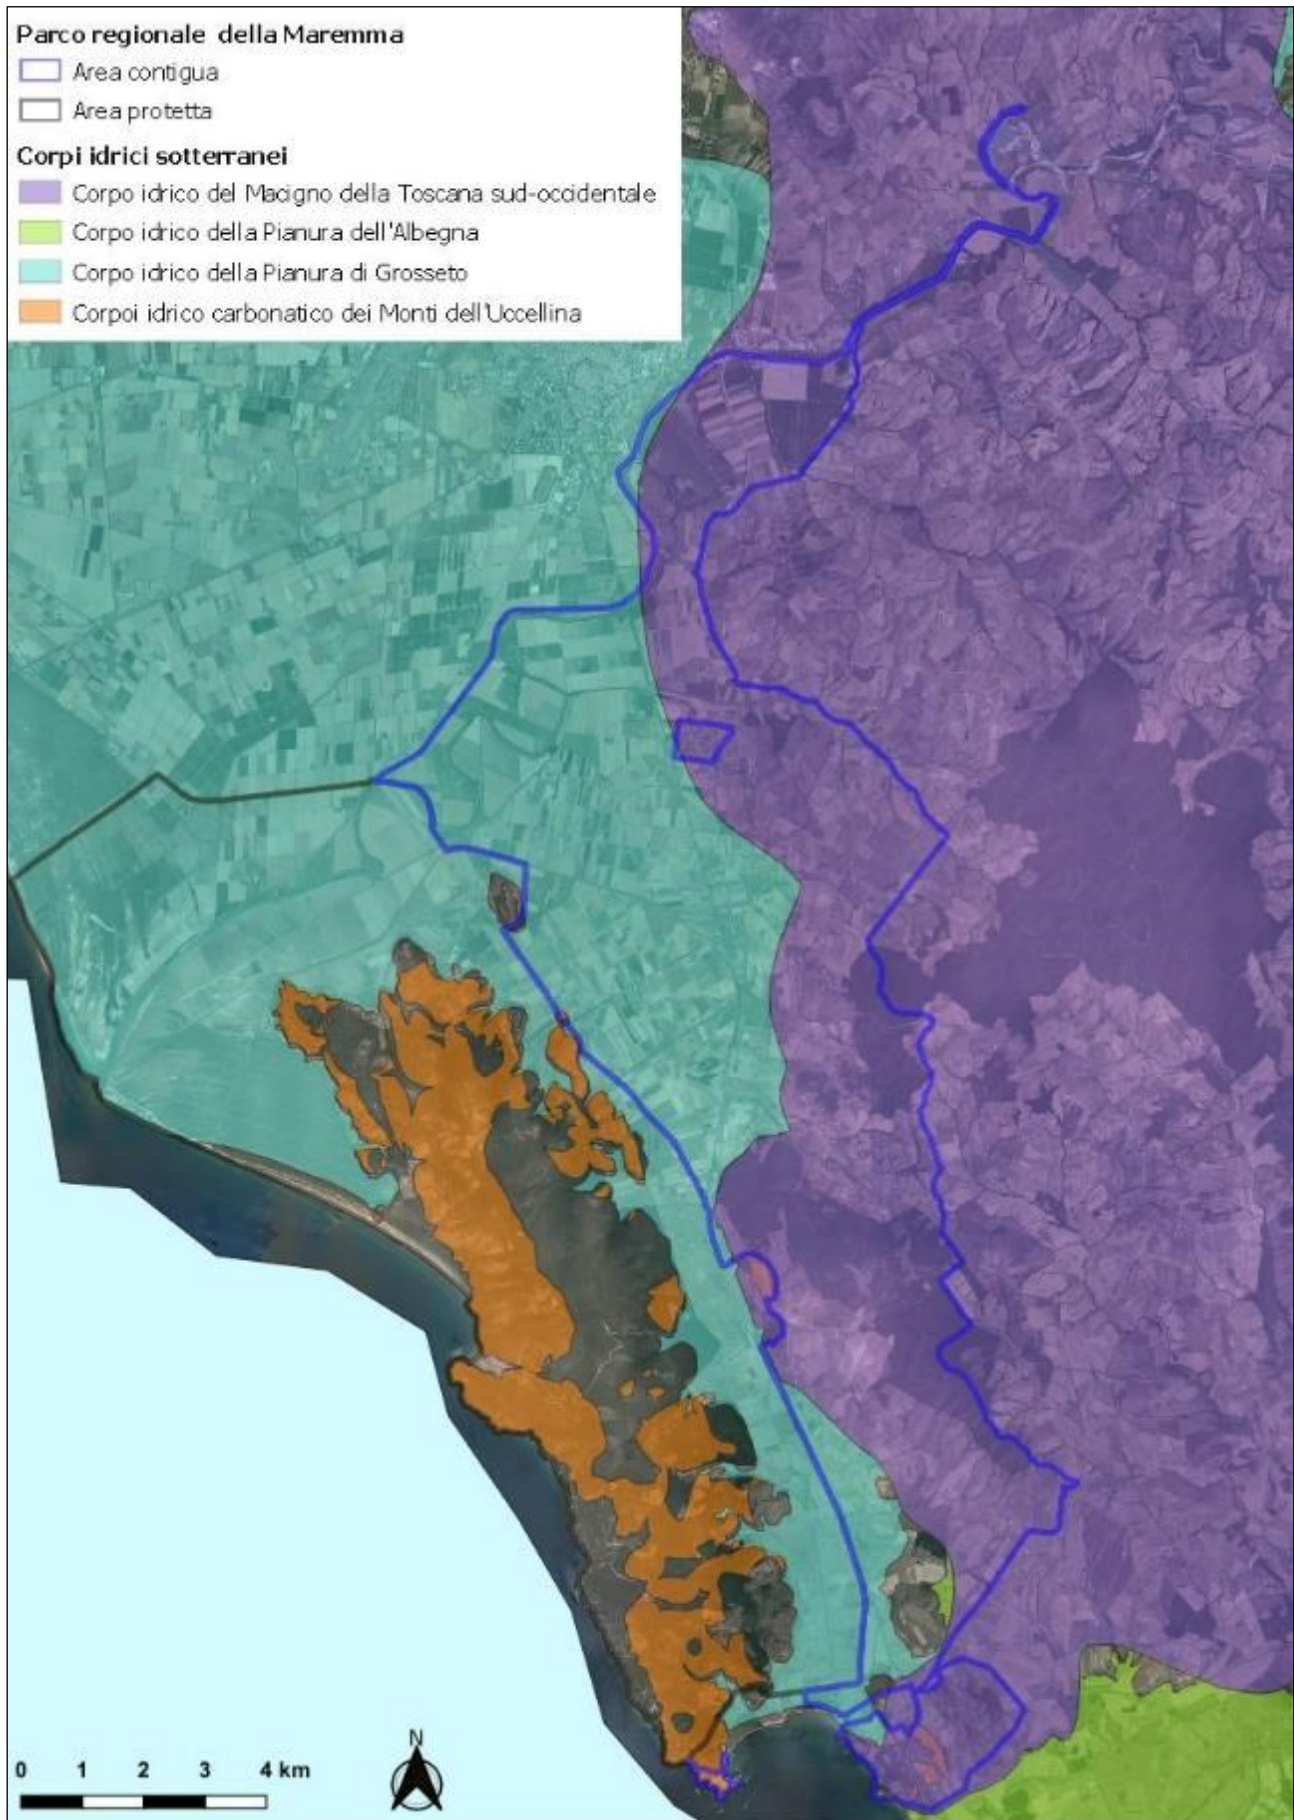 Parco regionale della Maremma
Area contigua
Area protetta
Corpi idrici sotterranei
Corpo idrico del Macigno della Toscana sud-occidentale
Corpo idrico della Pianura dell'Albegna
Corpo idrico della Pianura di Grosseto
Corpoi idrico carbonatico dei Monti dell'Uccellina
N
0 1 2 3 4 km